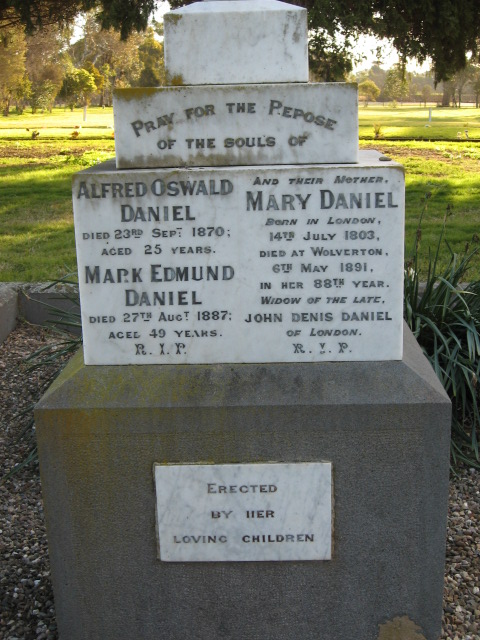 PRAY FOR THE REPOSE
OF THE SOULS OF
ALFRED OSWALD
DANIEL
DIED 23RD SEPT 1870;
AGED 25 YEARS.
MARK EDMUND
DANIEL
DIED 27TH AUGT 1887:
AGED 49 YEARS.
R.I.P.
AND THEIR MOTHER,
MARY DANIEL
BORN IN LONDON,
14TH JULY 1803,
DIED AT WOLVERTON,
6TH MAY 1891,
IN HER 88TH YEAR.
WIDOW OF THE LATE,
JOHN DENIS DANIEL
OF LONDON.
R.I.P.
ERECTED
BY HER
LOVING CHILDREN